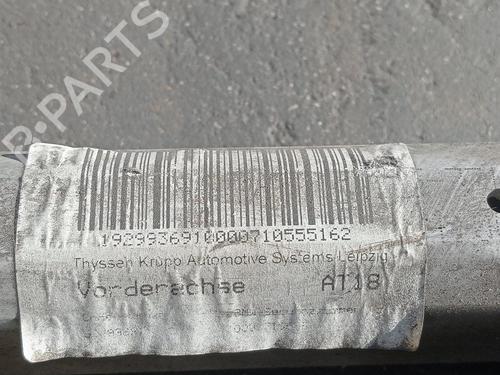 R-PARTS
1929936910000710555162
Thyssen Krupp Automotive Systems Leipzig
Vorderachse AT18